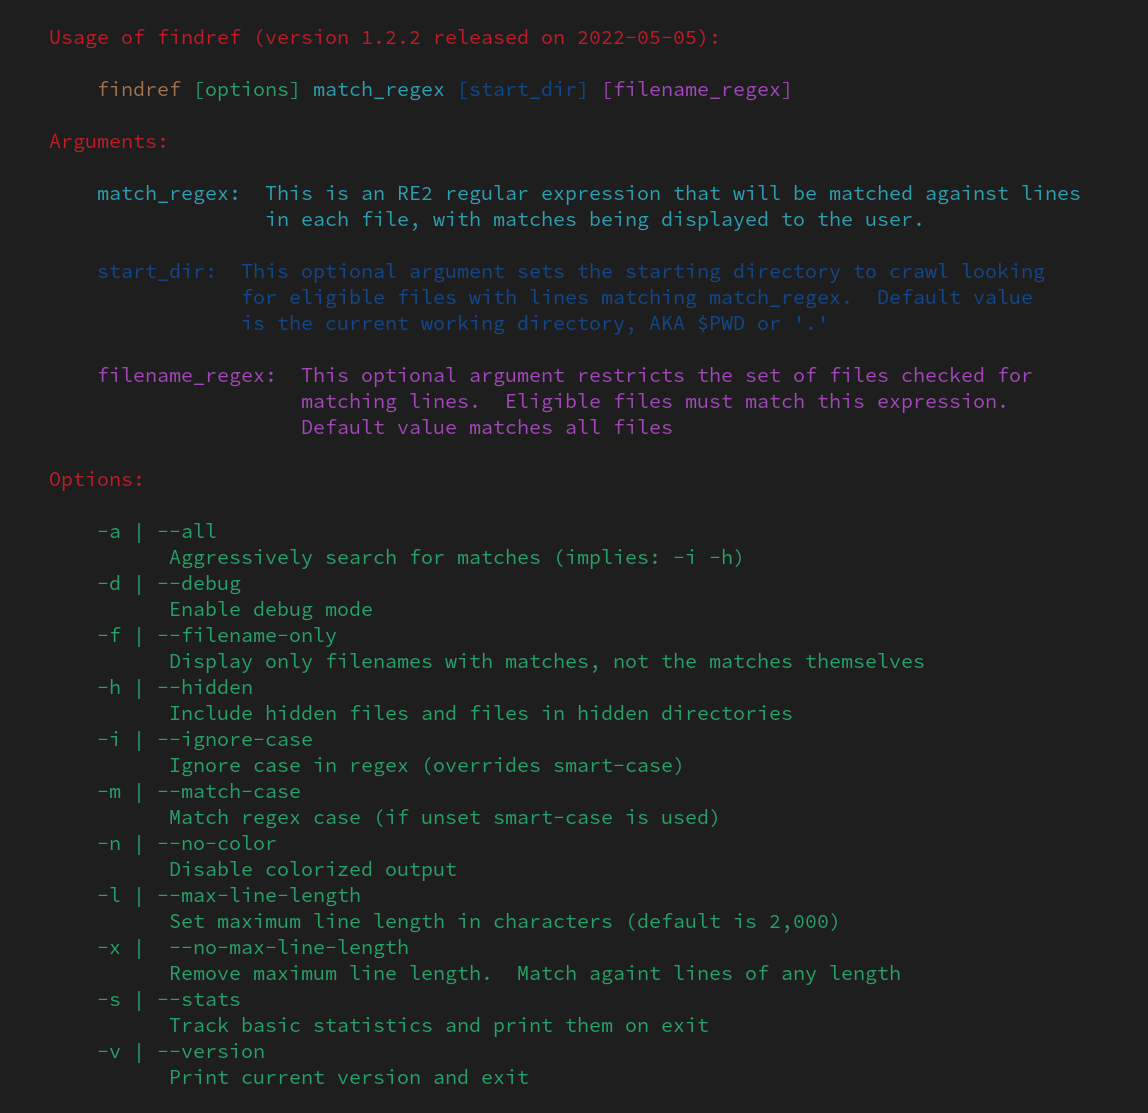 Usage of findref (version 1.2.2 released on 2022-05-05):
findref [options] match_regex [start_dir] [filename_regex]
Arguments:
match_regex:  This is an RE2 regular expression that will be matched against lines
in each file, with matches being displayed to the user.
start_dir:  This optional argument sets the starting directory to crawl looking
for eligible files with lines matching match_regex.  Default value
is the current working directory, AKA $PWD or '.'
filename_regex:  This optional argument restricts the set of files checked for
matching lines.  Eligible files must match this expression.
Default value matches all files
Options:
-a | --all
Aggressively search for matches (implies: -i -h)
-d | --debug
Enable debug mode
-f | --filename-only
Display only filenames with matches, not the matches themselves
-h | --hidden
Include hidden files and files in hidden directories
-i | --ignore-case
Ignore case in regex (overrides smart-case)
-m | --match-case
Match regex case (if unset smart-case is used)
-n | --no-color
Disable colorized output
-l | --max-line-length
Set maximum line length in characters (default is 2,000)
-x |  --no-max-line-length
Remove maximum line length.  Match againt lines of any length
-s | --stats
Track basic statistics and print them on exit
-v | --version
Print current version and exit